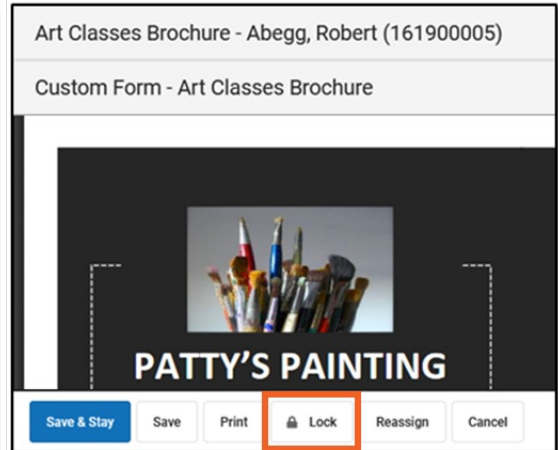 Art Classes Brochure - Abegg, Robert (161900005)
Custom Form - Art Classes Brochure
PATTY'S PAINTING
Save & Stay Save Print Lock Reassign Cancel